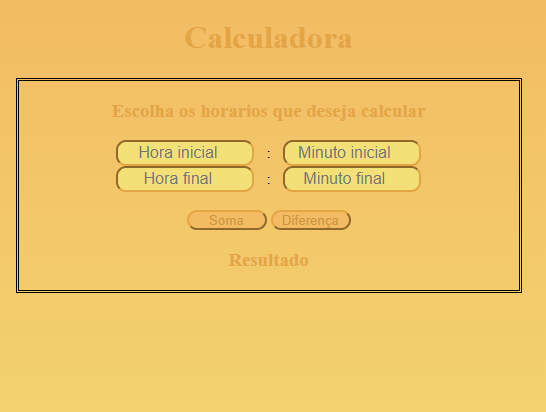 Calculadora
Escolha os horarios que deseja calcular
Hora inicial : Minuto inicial
Hora final : Minuto final
Soma Diferença
Resultado